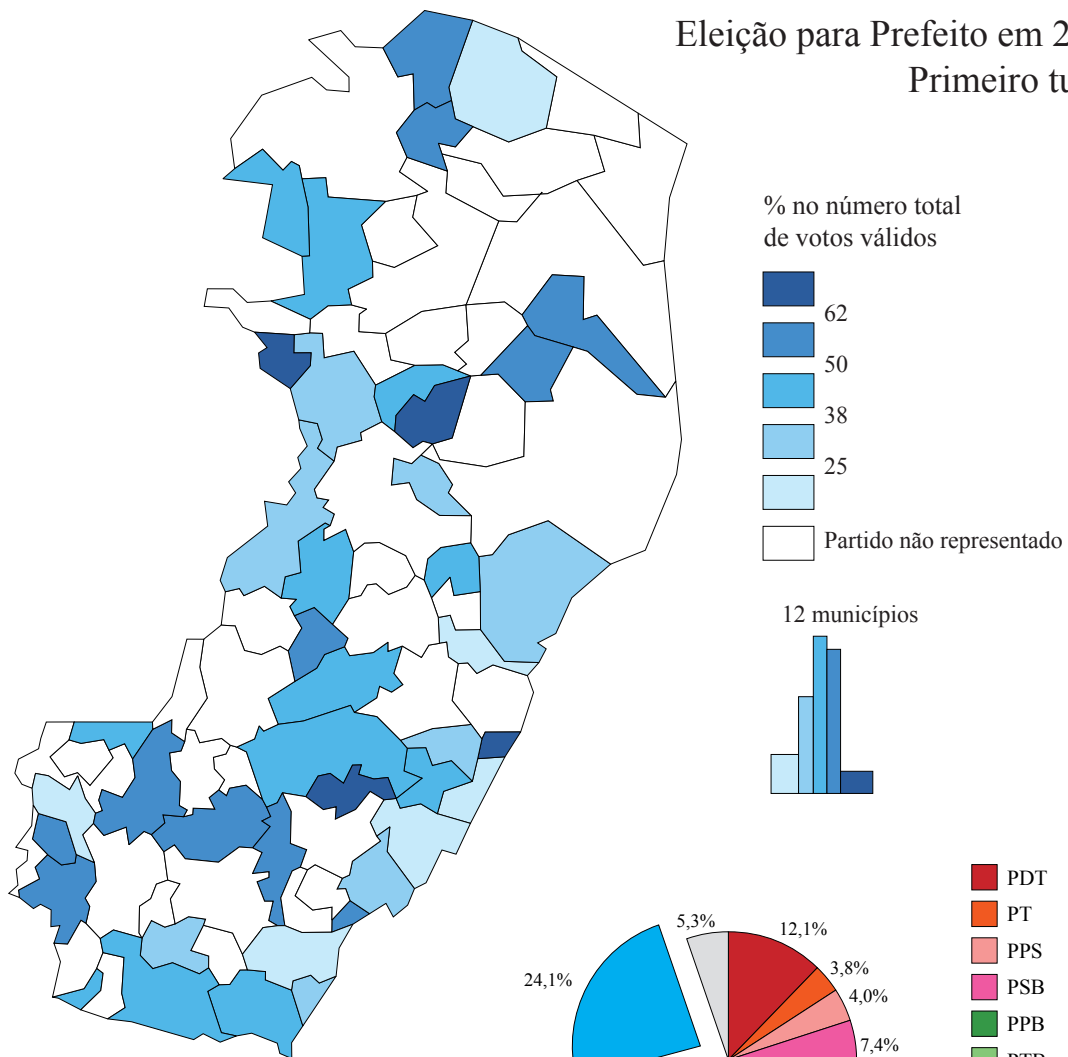 Eleição para Prefeito em 2
Primeiro tu
% no número total
de votos válidos
62
50
38
25
Partido não representado
12 municípios
5,3%
12,1%
24,1%
3,8%
4,0%
7,4%
PDT
PT
PPS
PSB
PPB